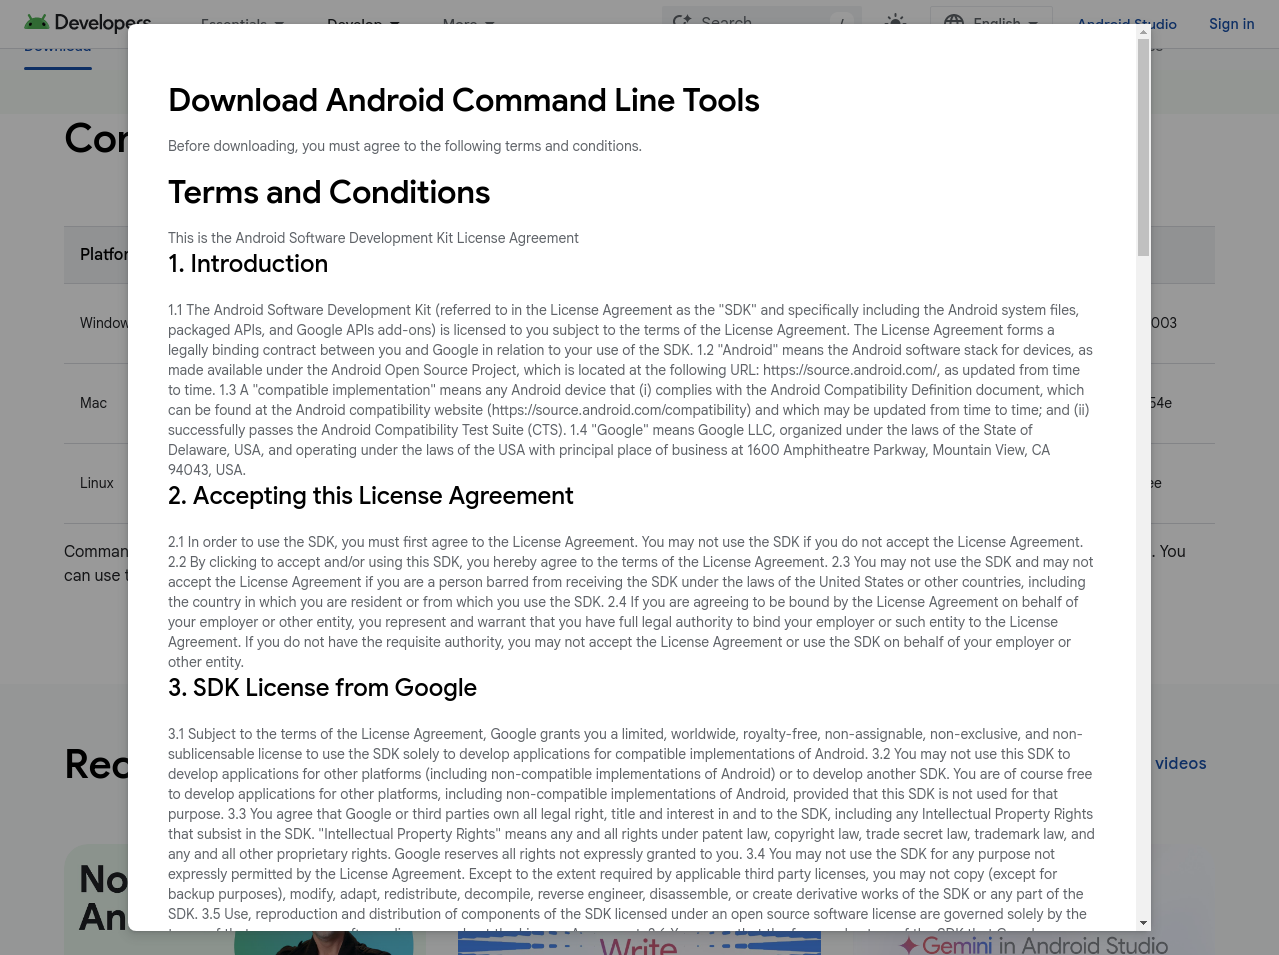 Developers
Essentials
Develop
More
Search
/
English
Android Studio
Sign in
Download
Download Android Command Line Tools
Before downloading, you must agree to the following terms and conditions.
Terms and Conditions
This is the Android Software Development Kit License Agreement
1. Introduction
1.1 The Android Software Development Kit (referred to in the License Agreement as the "SDK" and specifically including the Android system files,
packaged APIs, and Google APIs add-ons) is licensed to you subject to the terms of the License Agreement. The License Agreement forms a
legally binding contract between you and Google in relation to your use of the SDK. 1.2 "Android" means the Android software stack for devices, as
made available under the Android Open Source Project, which is located at the following URL: https://source.android.com/, as updated from time
to time. 1.3 A "compatible implementation" means any Android device that (i) complies with the Android Compatibility Definition document, which
can be found at the Android compatibility website (https://source.android.com/compatibility) and which may be updated from time to time; and (ii)
successfully passes the Android Compatibility Test Suite (CTS). 1.4 "Google" means Google LLC, organized under the laws of the State of
Delaware, USA, and operating under the laws of the USA with principal place of business at 1600 Amphitheatre Parkway, Mountain View, CA
94043, USA.
2. Accepting this License Agreement
2.1 In order to use the SDK, you must first agree to the License Agreement. You may not use the SDK if you do not accept the License Agreement.
2.2 By clicking to accept and/or using this SDK, you hereby agree to the terms of the License Agreement. 2.3 You may not use the SDK and may not
accept the License Agreement if you are a person barred from receiving the SDK under the laws of the United States or other countries, including
the country in which you are resident or from which you use the SDK. 2.4 If you are agreeing to be bound by the License Agreement on behalf of
your employer or other entity, you represent and warrant that you have full legal authority to bind your employer or such entity to the License
Agreement. If you do not have the requisite authority, you may not accept the License Agreement or use the SDK on behalf of your employer or
other entity.
3. SDK License from Google
3.1 Subject to the terms of the License Agreement, Google grants you a limited, worldwide, royalty-free, non-assignable, non-exclusive, and non-
sublicensable license to use the SDK solely to develop applications for compatible implementations of Android. 3.2 You may not use this SDK to
develop applications for other platforms (including non-compatible implementations of Android) or to develop another SDK. You are of course free
to develop applications for other platforms, including non-compatible implementations of Android, provided that this SDK is not used for that
purpose. 3.3 You agree that Google or third parties own all legal right, title and interest in and to the SDK, including any Intellectual Property Rights
that subsist in the SDK. "Intellectual Property Rights" means any and all rights under patent law, copyright law, trade secret law, trademark law, and
any and all other proprietary rights. Google reserves all rights not expressly granted to you. 3.4 You may not use the SDK for any purpose not
expressly permitted by the License Agreement. Except to the extent required by applicable third party licenses, you may not copy (except for
backup purposes), modify, adapt, redistribute, decompile, reverse engineer, disassemble, or create derivative works of the SDK or any part of the
SDK. 3.5 Use, reproduction and distribution of components of the SDK licensed under an open source software license are governed solely by the
Con
Platfor
Window
003
Mac
54e
Linux
ee
Comman
. You
can use t
Rec
videos
No
An
Write
Gemini in Android Studio